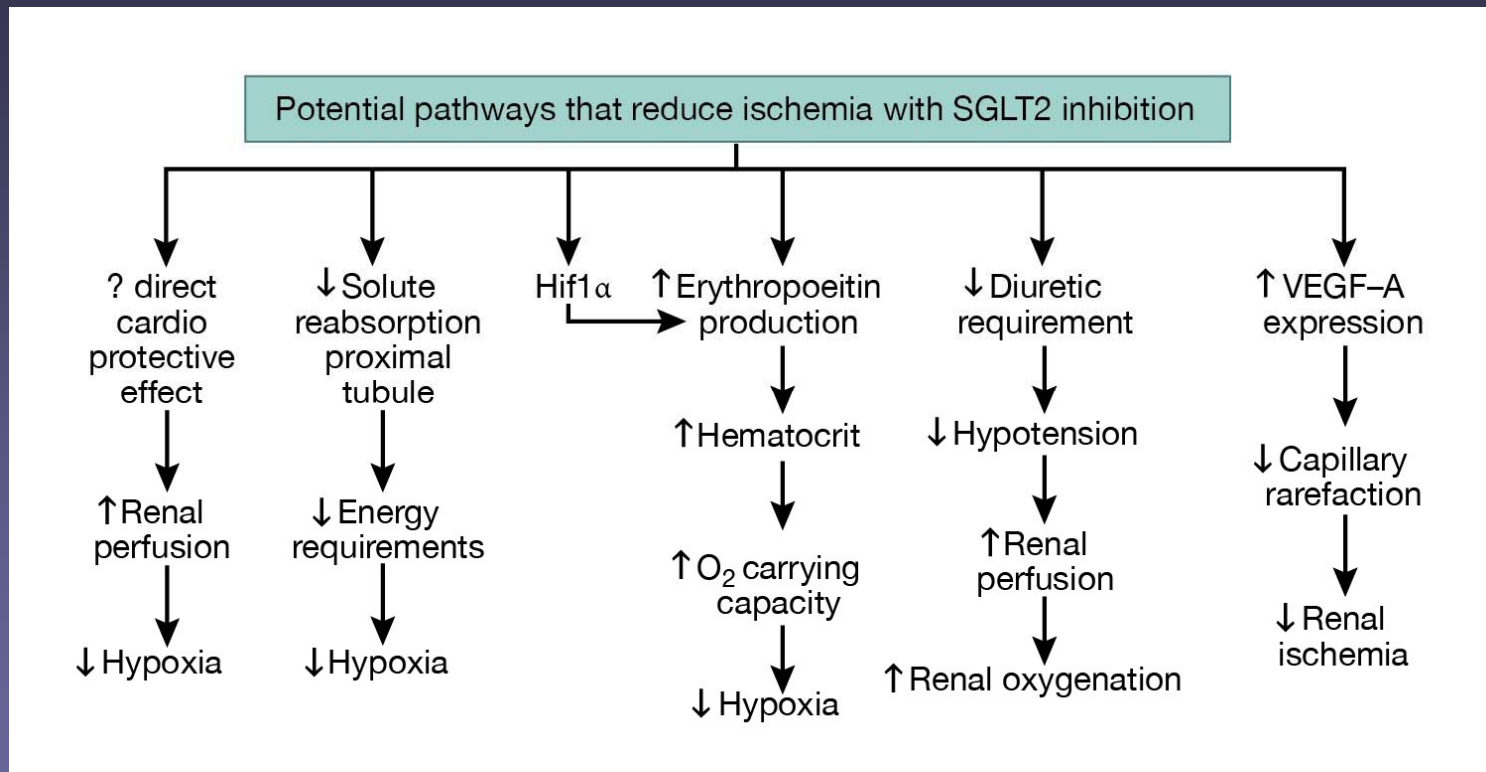 Potential pathways that reduce ischemia with SGLT2 inhibition
? direct
cardio
protective
effect
↑Renal
perfusion
↓Hypoxia
↓Solute
reabsorption
proximal
tubule
↓Energy
requirements
↓Hypoxia
Hif1α
↑Erythropoeitin
production
↑Hematocrit
↑O₂ carrying
capacity
↓Hypoxia
↓Diuretic
requirement
↓Hypotension
↑Renal
perfusion
↑Renal oxygenation
↑VEGF–A
expression
↓Capillary
rarefaction
↓Renal
ischemia